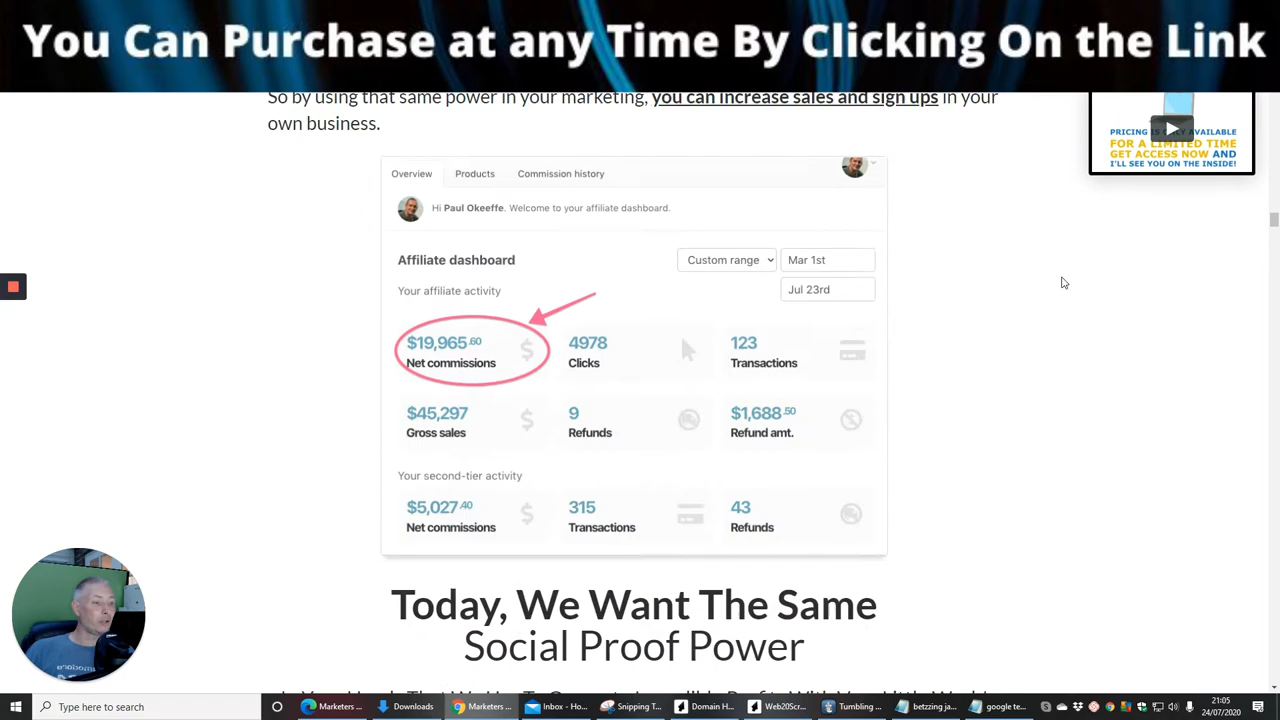 You Can Purchase at any Time By Clicking On the Link
So by using that same power in your marketing, you can increase sales and sign ups in your
own business.
PRICING IS ONLY AVAILABLE
FOR A LIMITED TIME
GET ACCESS NOW AND
I'LL SEE YOU ON THE INSIDE!
Overview Products Commission history
Hi Paul Okeeffe. Welcome to your affiliate dashboard.
Affiliate dashboard Custom range Mar 1st
Your affiliate activity Jul 23rd
$19,965.60 4978 123
Net commissions Clicks Transactions
$45,297 9 $1,688.50
Gross sales Refunds Refund amt.
Your second-tier activity
$5,027.40 315 43
Net commissions Transactions Refunds
Today, We Want The Same
Social Proof Power
Type here to search
Marketers ... Downloads Marketers ... Inbox - Ho... Snipping T... Domain H... Web20Scr... Tumbling ... betzzing ja... google te...
21:05
24/07/2020